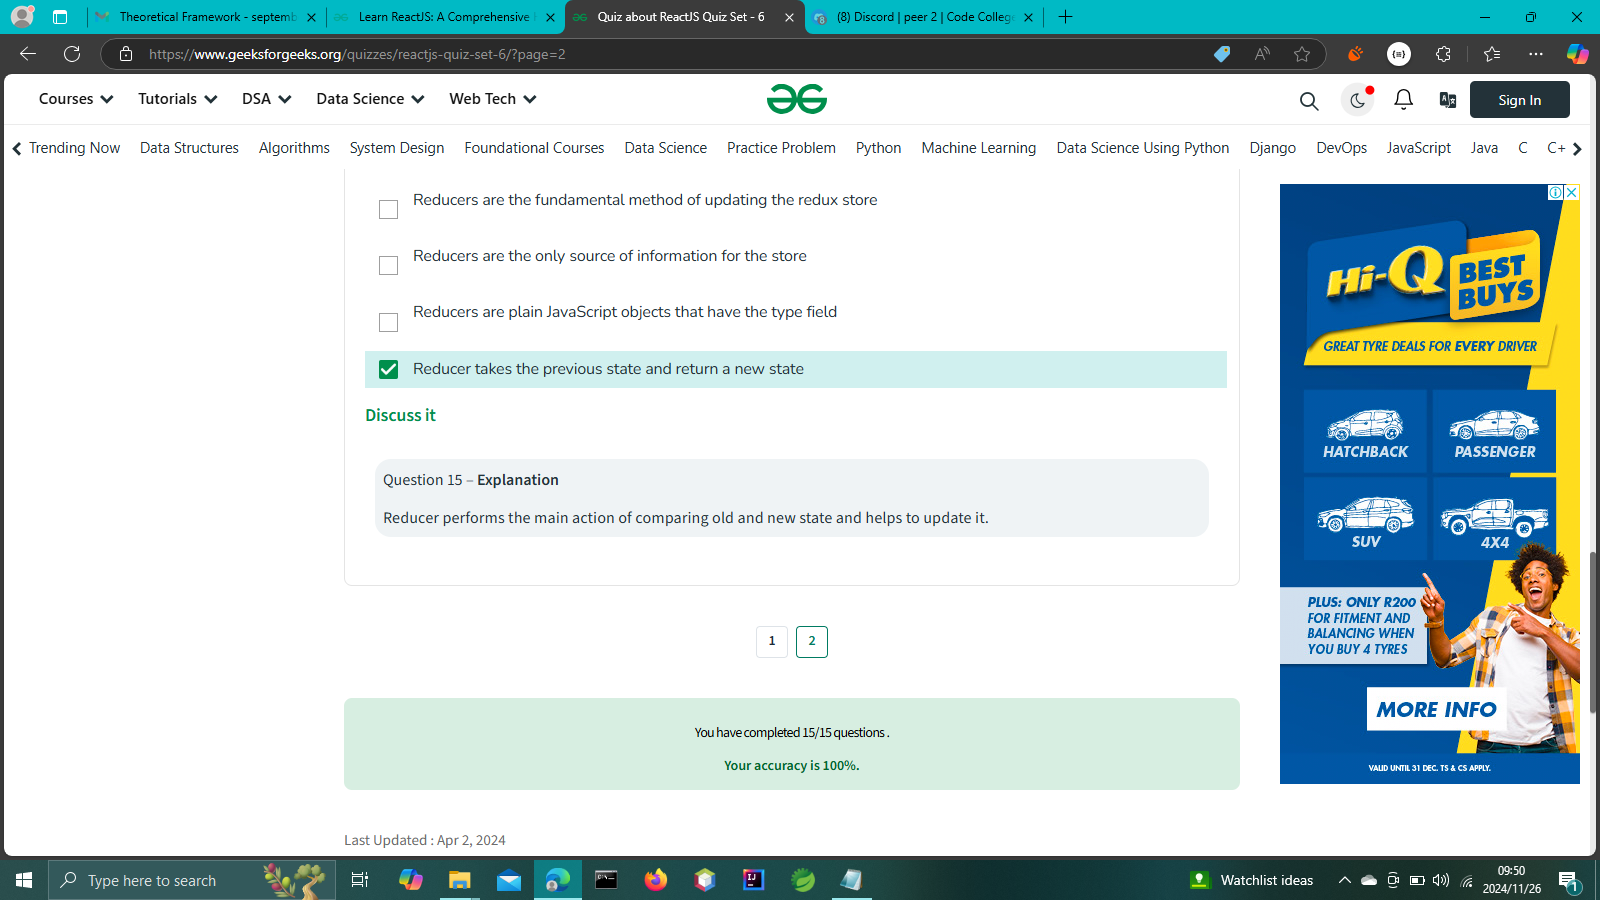 Theoretical Framework - septemb
Learn ReactJS: A Comprehensive
Quiz about ReactJS Quiz Set - 6
(8) Discord | peer 2 | Code College
https://www.geeksforgeeks.org/quizzes/reactjs-quiz-set-6/?page=2
Courses
Tutorials
DSA
Data Science
Web Tech
Sign In
Trending Now
Data Structures
Algorithms
System Design
Foundational Courses
Data Science
Practice Problem
Python
Machine Learning
Data Science Using Python
Django
DevOps
JavaScript
Java
C
C+
Reducers are the fundamental method of updating the redux store
Reducers are the only source of information for the store
Reducers are plain JavaScript objects that have the type field
Reducer takes the previous state and return a new state
Discuss it
Question 15 – Explanation
Reducer performs the main action of comparing old and new state and helps to update it.
1
2
You have completed 15/15 questions .
Your accuracy is 100%.
Last Updated : Apr 2, 2024
Hi-Q
BEST
BUYS
GREAT TYRE DEALS FOR EVERY DRIVER
HATCHBACK
PASSENGER
SUV
4X4
PLUS: ONLY R200
FOR FITMENT AND
BALANCING WHEN
YOU BUY 4 TYRES
MORE INFO
VALID UNTIL 31 DEC. TS & CS APPLY.
Type here to search
Watchlist ideas
09:50
2024/11/26
1